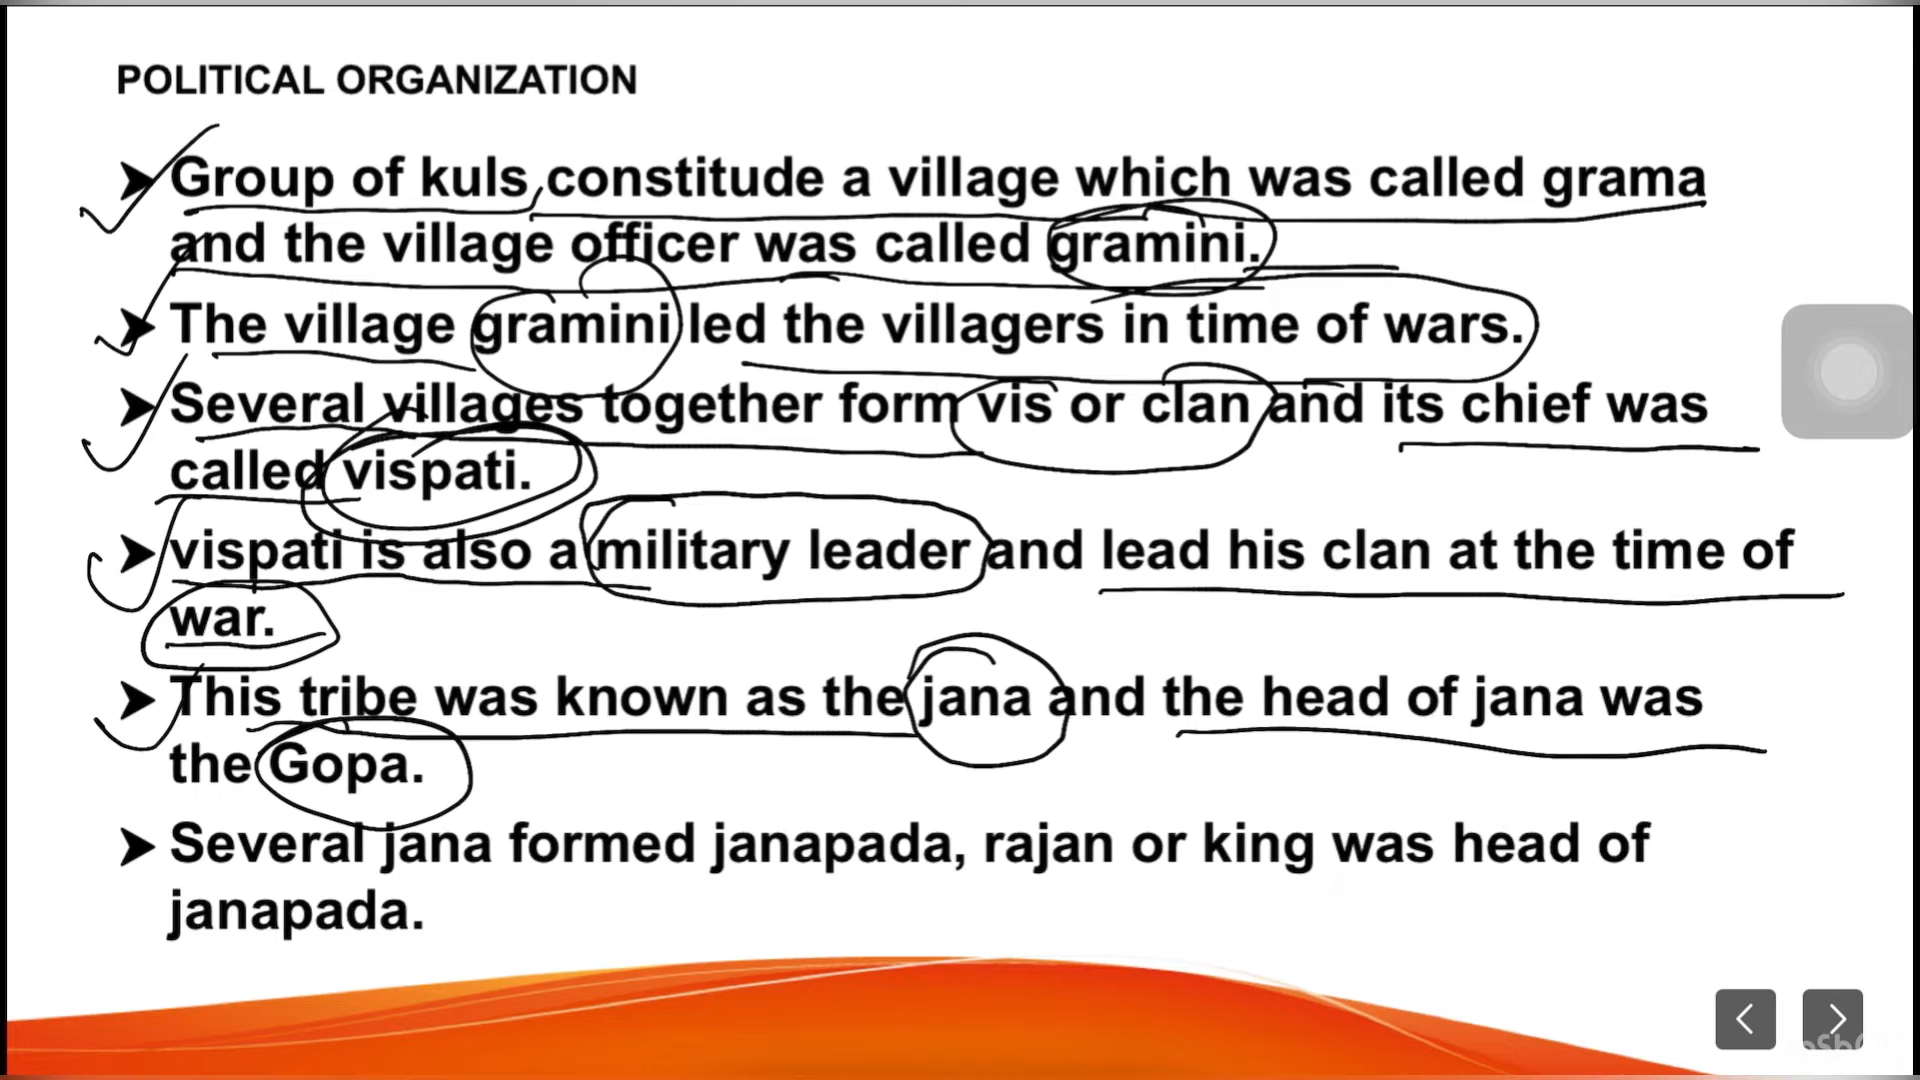 POLITICAL ORGANIZATION
➤ Group of kuls constitude a village which was called grama
and the village officer was called gramini.
➤ The village gramini led the villagers in time of wars.
➤ Several villages together form vis or clan and its chief was
called vispati.
➤ vispati is also a military leader and lead his clan at the time of
war.
➤ This tribe was known as the jana and the head of jana was
the Gopa.
➤ Several jana formed janapada, rajan or king was head of
janapada.